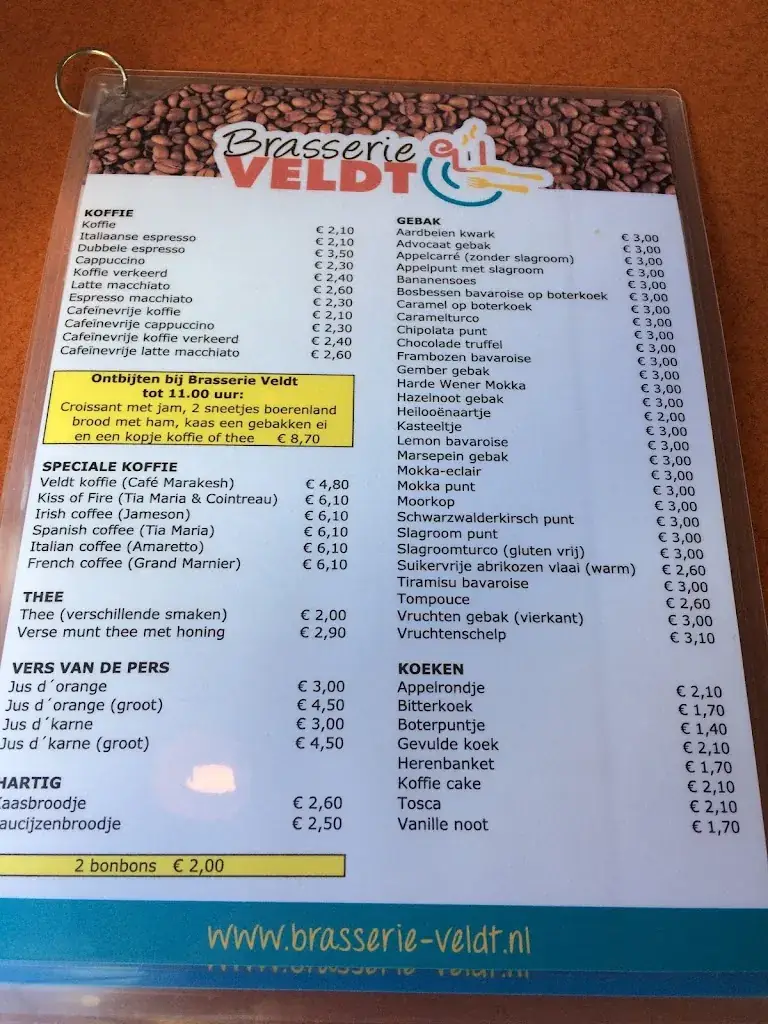 Brasserie
VELDT
KOFFIE
Koffie € 2,10
Italiaanse espresso € 2,10
Dubbele espresso € 3,50
Cappuccino € 2,30
Koffie verkeerd € 2,40
Latte macchiato € 2,60
Espresso macchiato € 2,30
Cafeïnevrije koffie € 2,10
Cafeïnevrije cappuccino € 2,30
Cafeïnevrije koffie verkeerd € 2,40
Cafeïnevrije latte macchiato € 2,60
Ontbijten bij Brasserie Veldt
tot 11.00 uur:
Croissant met jam, 2 sneetjes boerenland
brood met ham, kaas een gebakken ei
en een kopje koffie of thee € 8,70
SPECIALE KOFFIE
Veldt koffie (Café Marakesh) € 4,80
Kiss of Fire (Tia Maria & Cointreau) € 6,10
Irish coffee (Jameson) € 6,10
Spanish coffee (Tia Maria) € 6,10
Italian coffee (Amaretto) € 6,10
French coffee (Grand Marnier) € 6,10
THEE
Thee (verschillende smaken) € 2,00
Verse munt thee met honing € 2,90
VERS VAN DE PERS
Jus d´orange € 3,00
Jus d´orange (groot) € 4,50
Jus d´karne € 3,00
Jus d´karne (groot) € 4,50
HARTIG
Kaasbroodje € 2,60
aucijzenbroodje € 2,50
2 bonbons € 2,00
GEBAK
Aardbeien kwark € 3,00
Advocaat gebak € 3,00
Appelcarré (zonder slagroom) € 3,00
Appelpunt met slagroom € 3,00
Bananensoes € 3,00
Bosbessen bavaroise op boterkoek € 3,00
Caramel op boterkoek € 3,00
Caramelturco € 3,00
Chipolata punt € 3,00
Chocolade truffel € 3,00
Frambozen bavaroise € 3,00
Gember gebak € 3,00
Harde Wener Mokka € 3,00
Hazelnoot gebak € 3,00
Heilooënaartje € 2,00
Kasteeltje € 3,00
Lemon bavaroise € 3,00
Marsepein gebak € 3,00
Mokka-eclair € 3,00
Mokka punt € 3,00
Moorkop € 3,00
Schwarzwalderkirsch punt € 3,00
Slagroom punt € 3,00
Slagroomturco (gluten vrij) € 3,00
Suikervrije abrikozen vlaai (warm) € 2,60
Tiramisu bavaroise € 3,00
Tompouce € 2,60
Vruchten gebak (vierkant) € 3,00
Vruchtenschelp € 3,10
KOEKEN
Appelrondje € 2,10
Bitterkoek € 1,70
Boterpuntje € 1,40
Gevulde koek € 2,10
Herenbanket € 1,70
Koffie cake € 2,10
Tosca € 2,10
Vanille noot € 1,70
www.brasserie-veldt.nl